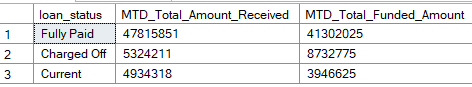 loan_status MTD_Total_Amount_Received MTD_Total_Funded_Amount
1 Fully Paid 47815851 41302025
2 Charged Off 5324211 8732775
3 Current 4934318 3946625